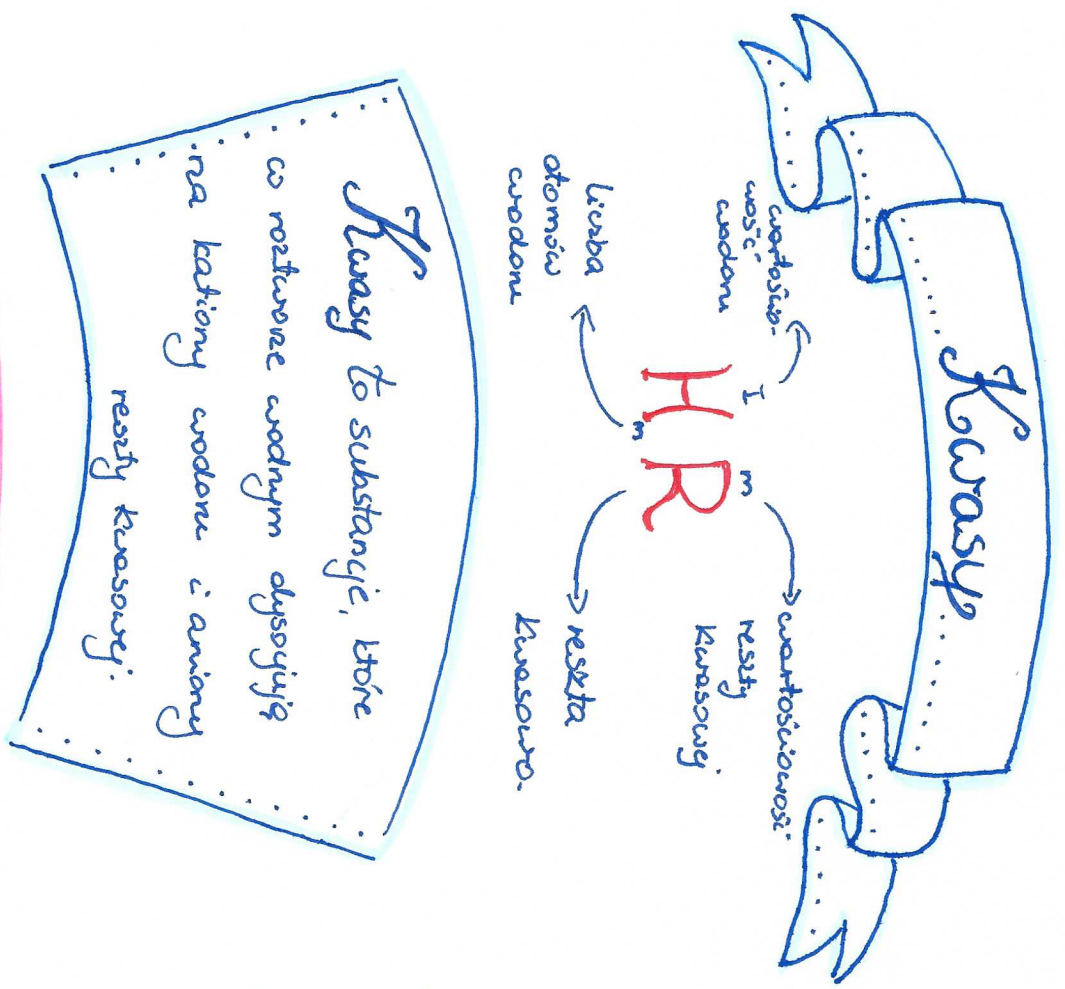 Kwasy
wartościo-
wość
wodoru
I m
H R
m
wartościowość
reszty
kwasowej
liczba
atomów
wodoru
reszta
kwasowa
Kwasy to substancje, które
w roztworze wodnym dysocjują
na kationy wodoru i aniony
reszty kwasowej.